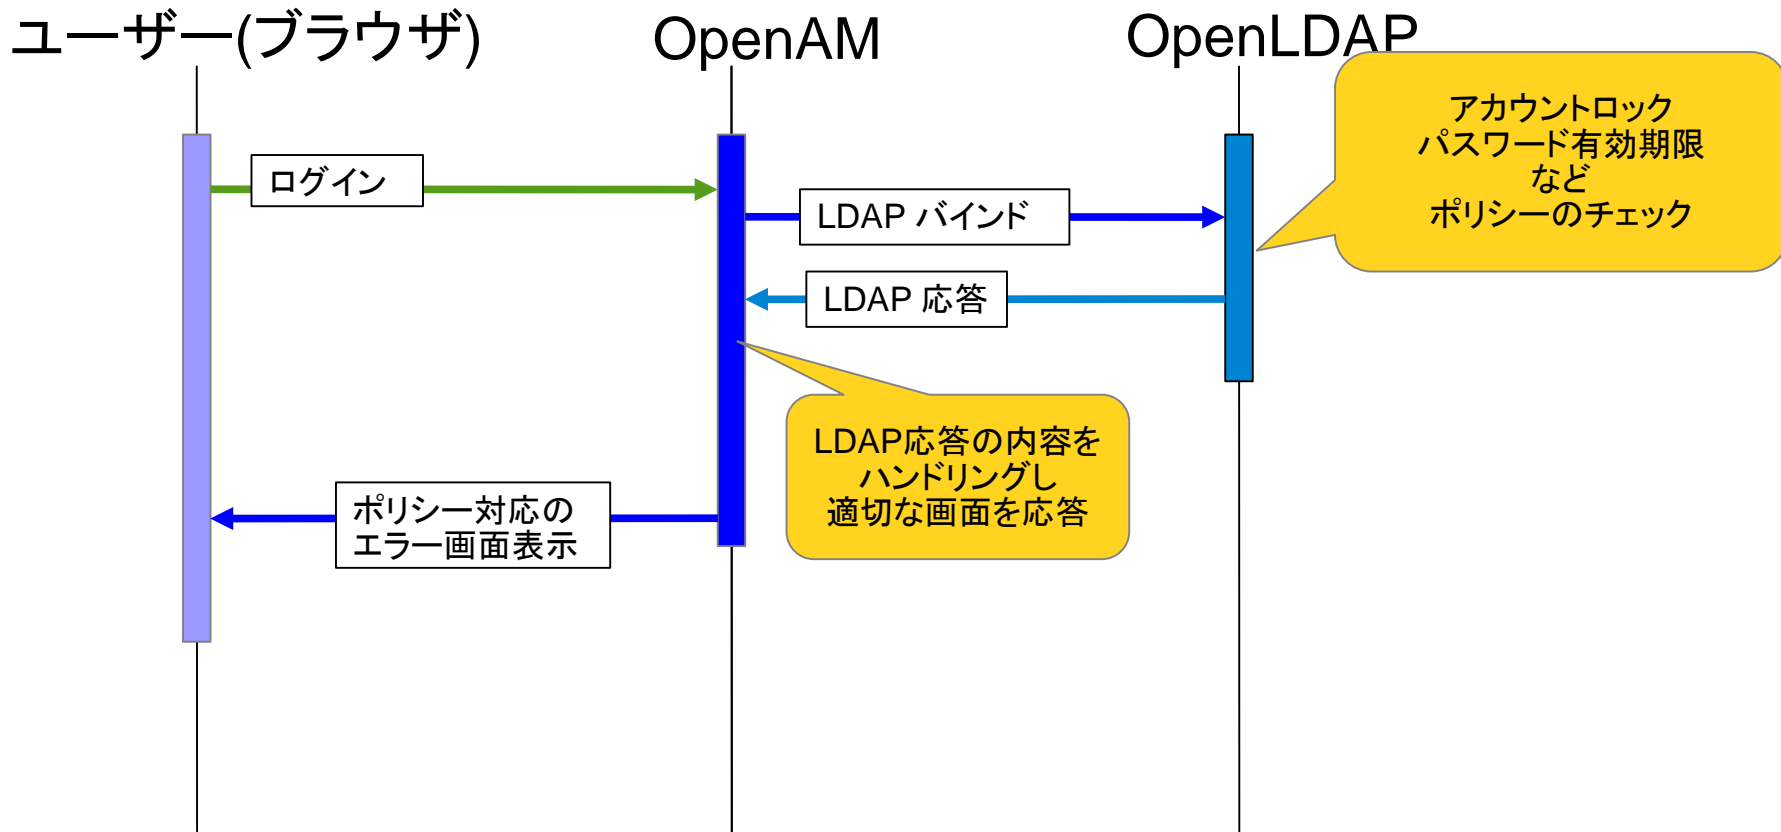 ユーザー(ブラウザ)
OpenAM
OpenLDAP
アカウントロック
パスワード有効期限
など
ポリシーのチェック
ログイン
LDAP バインド
LDAP 応答
LDAP応答の内容を
ハンドリングし
適切な画面を応答
ポリシー対応の
エラー画面表示